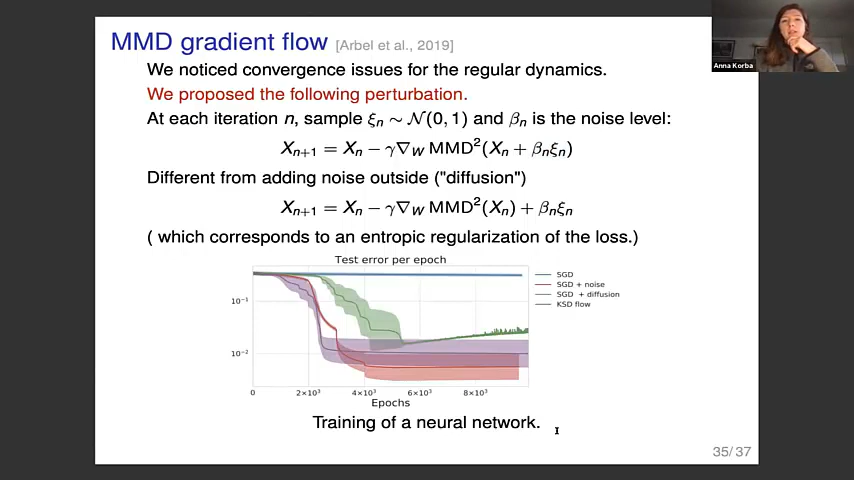 MMD gradient flow [Arbel et al., 2019]
Anna Korba
We noticed convergence issues for the regular dynamics.
We proposed the following perturbation.
At each iteration n, sample ξₙ ∼ 𝒩(0, 1) and βₙ is the noise level:
Xₙ₊₁ = Xₙ − γ∇_W MMD²(Xₙ + βₙξₙ)
Different from adding noise outside ("diffusion")
Xₙ₊₁ = Xₙ − γ∇_W MMD²(Xₙ) + βₙξₙ
( which corresponds to an entropic regularization of the loss.)
Test error per epoch
SGD
SGD + noise
SGD + diffusion
KSD flow
10⁻¹
10⁻²
0 2×10³ 4×10³ 6×10³ 8×10³
Epochs
Training of a neural network.
35/37